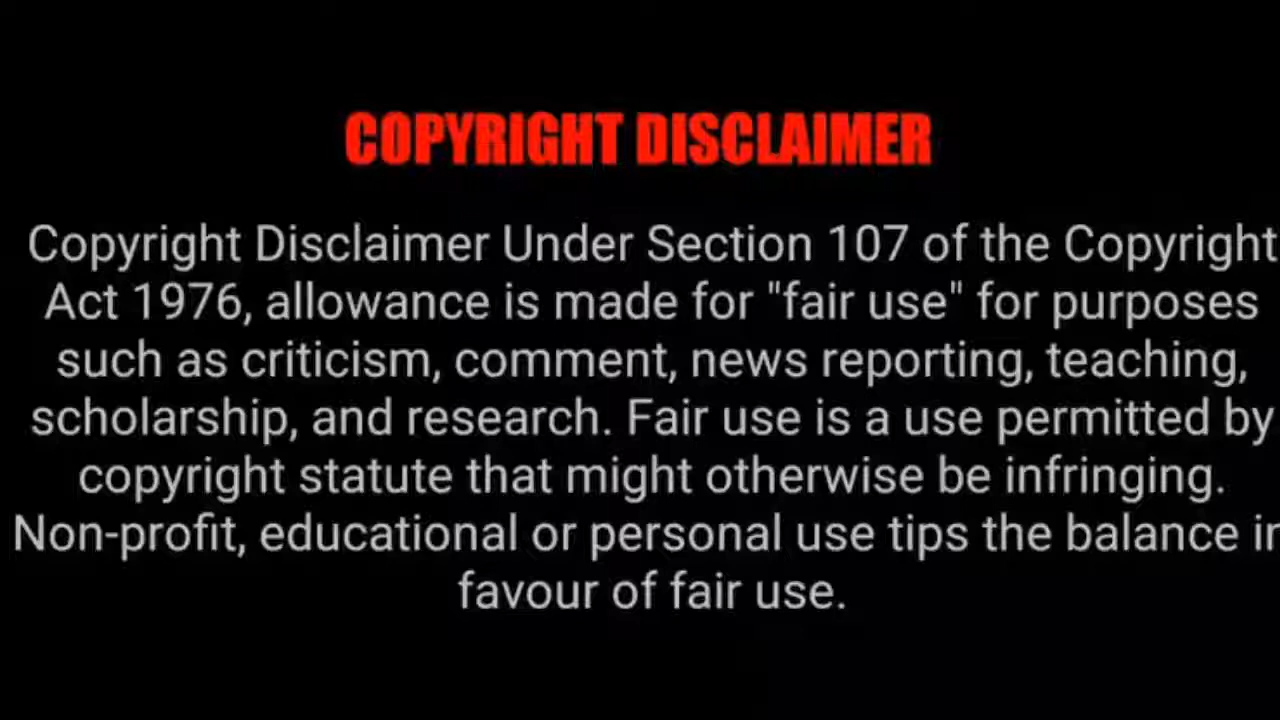 COPYRIGHT DISCLAIMER
Copyright Disclaimer Under Section 107 of the Copyright
Act 1976, allowance is made for "fair use" for purposes
such as criticism, comment, news reporting, teaching,
scholarship, and research. Fair use is a use permitted by
copyright statute that might otherwise be infringing.
Non-profit, educational or personal use tips the balance in
favour of fair use.